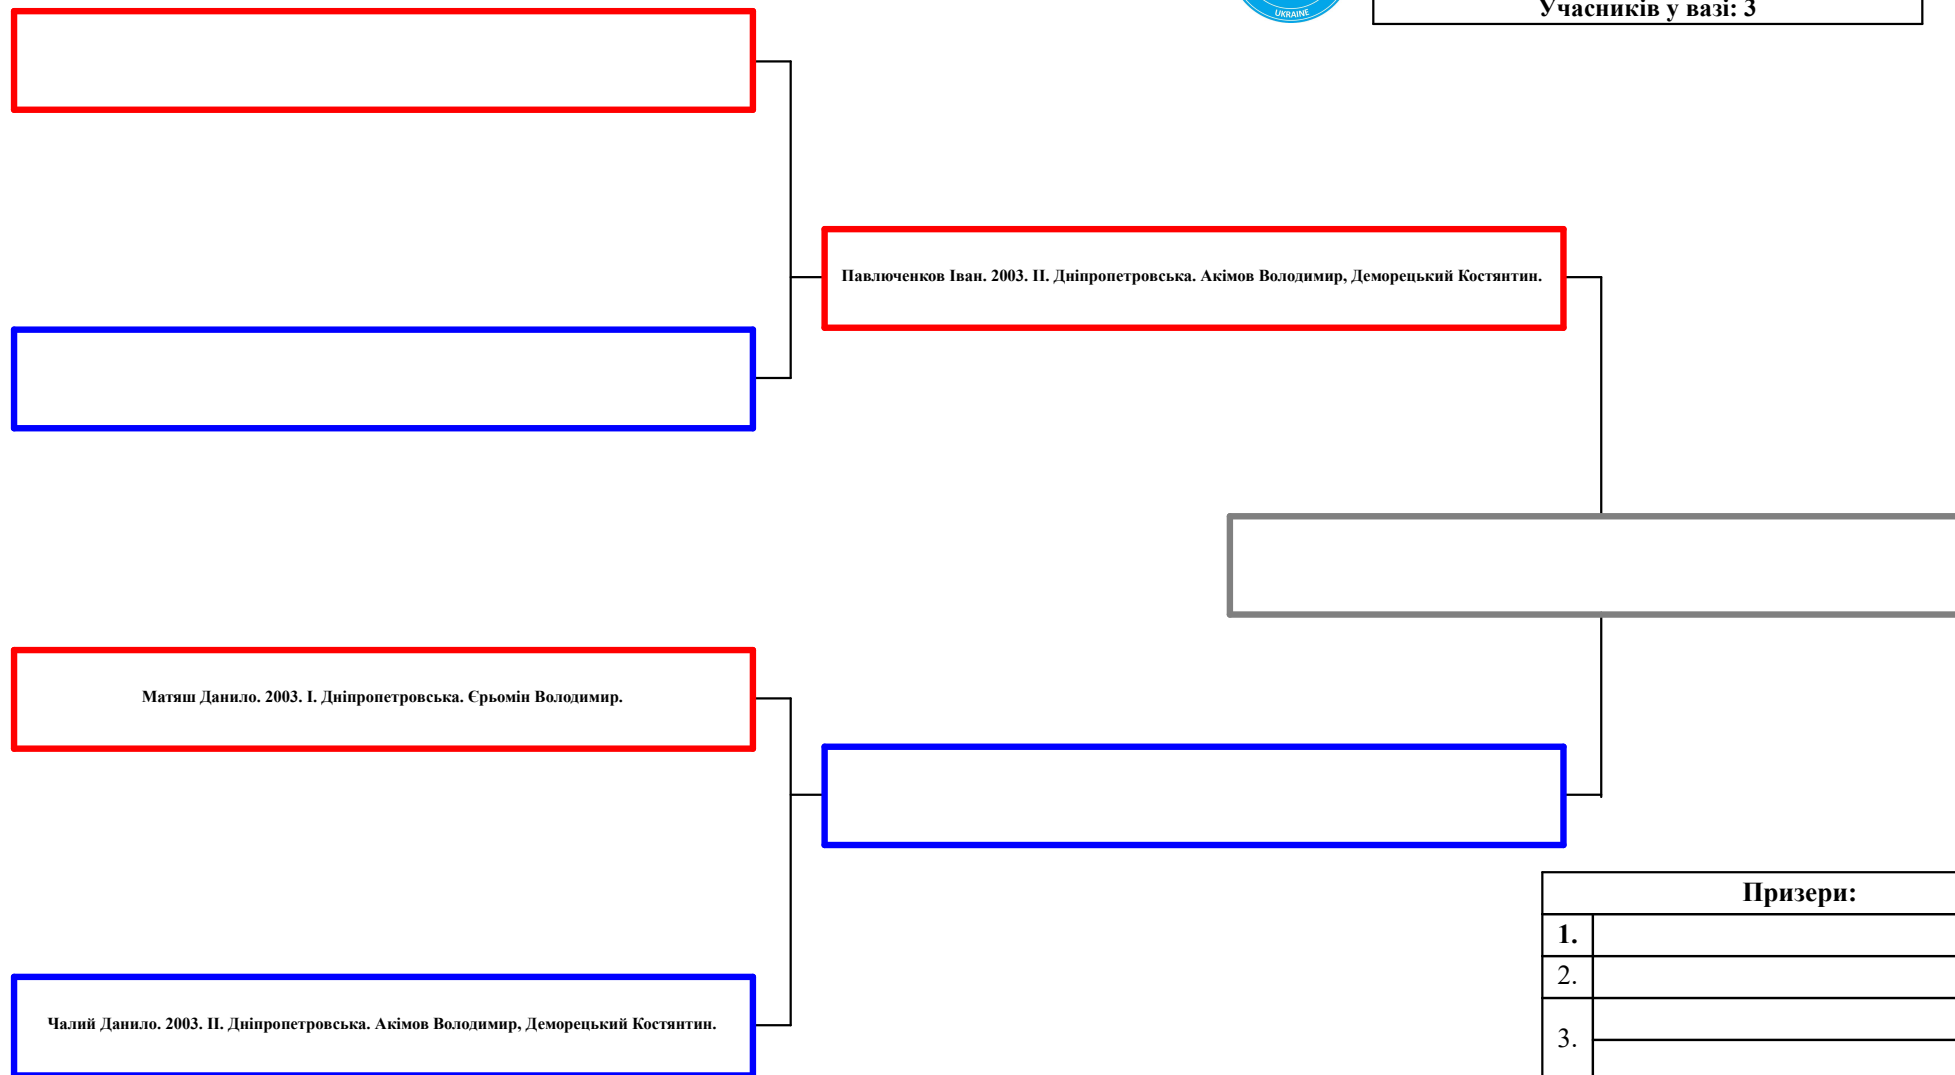 UKRAINE
Учасників у вазі: 3
Павлюченков Іван. 2003. II. Дніпропетровська. Акімов Володимир, Деморецький Костянтин.
Матяш Данило. 2003. I. Дніпропетровська. Єрьомін Володимир.
Чалий Данило. 2003. II. Дніпропетровська. Акімов Володимир, Деморецький Костянтин.
Призери:
1.
2.
3.